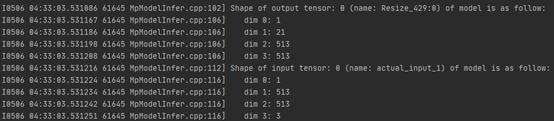 I0506 04:33:03.531086 61645 MpModelInfer.cpp:102] Shape of output tensor: 0 (name: Resize_429:0) of model is as follow:
I0506 04:33:03.531167 61645 MpModelInfer.cpp:106]    dim 0: 1
I0506 04:33:03.531186 61645 MpModelInfer.cpp:106]    dim 1: 21
I0506 04:33:03.531198 61645 MpModelInfer.cpp:106]    dim 2: 513
I0506 04:33:03.531208 61645 MpModelInfer.cpp:106]    dim 3: 513
I0506 04:33:03.531216 61645 MpModelInfer.cpp:112] Shape of input tensor: 0 (name: actual_input_1) of model is as follow:
I0506 04:33:03.531224 61645 MpModelInfer.cpp:116]    dim 0: 1
I0506 04:33:03.531234 61645 MpModelInfer.cpp:116]    dim 1: 513
I0506 04:33:03.531242 61645 MpModelInfer.cpp:116]    dim 2: 513
I0506 04:33:03.531251 61645 MpModelInfer.cpp:116]    dim 3: 3